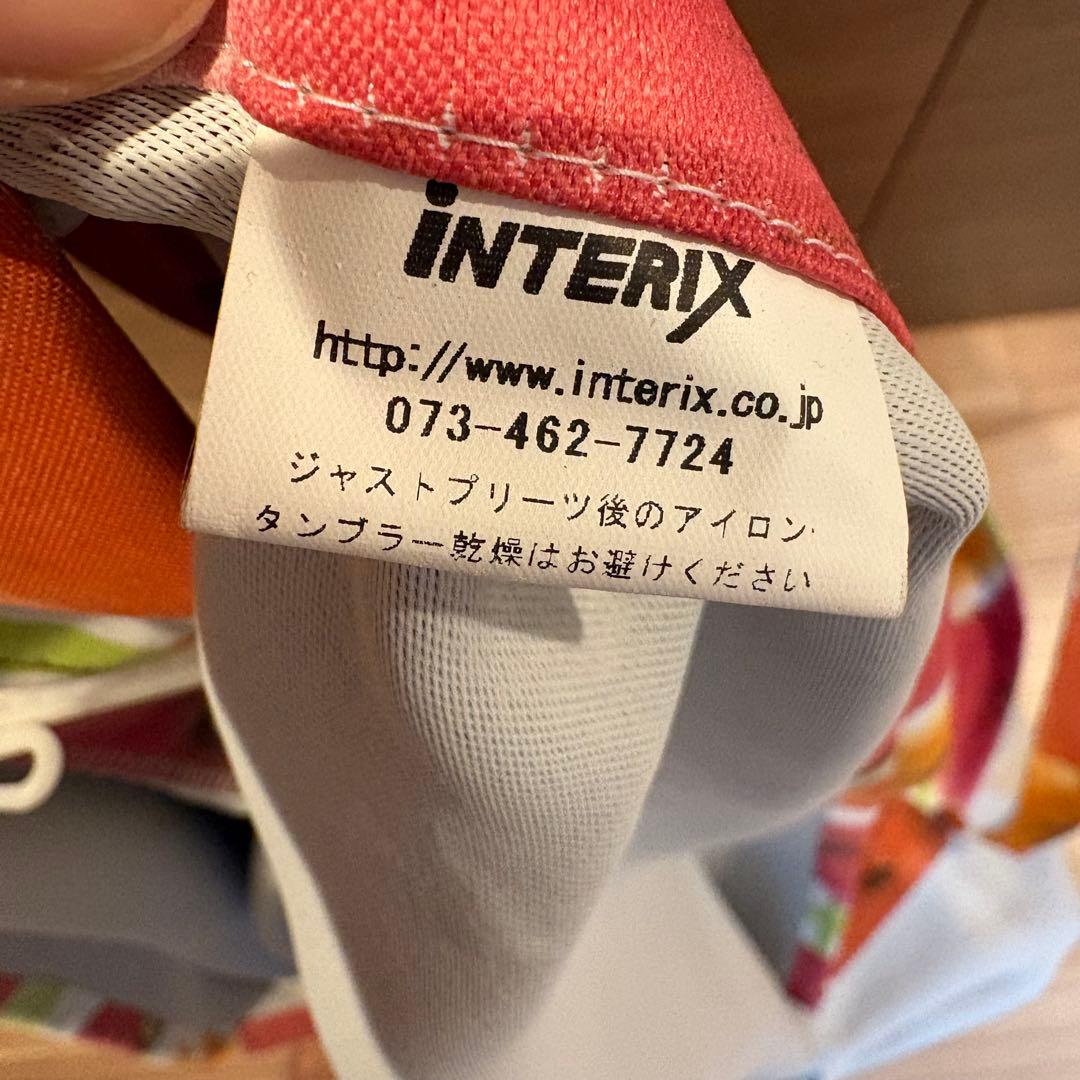 iNTERIX
http://www.interix.co.jp
073-462-7724
ジャストプリーツ後のアイロン·
タンブラー乾燥はお避けください